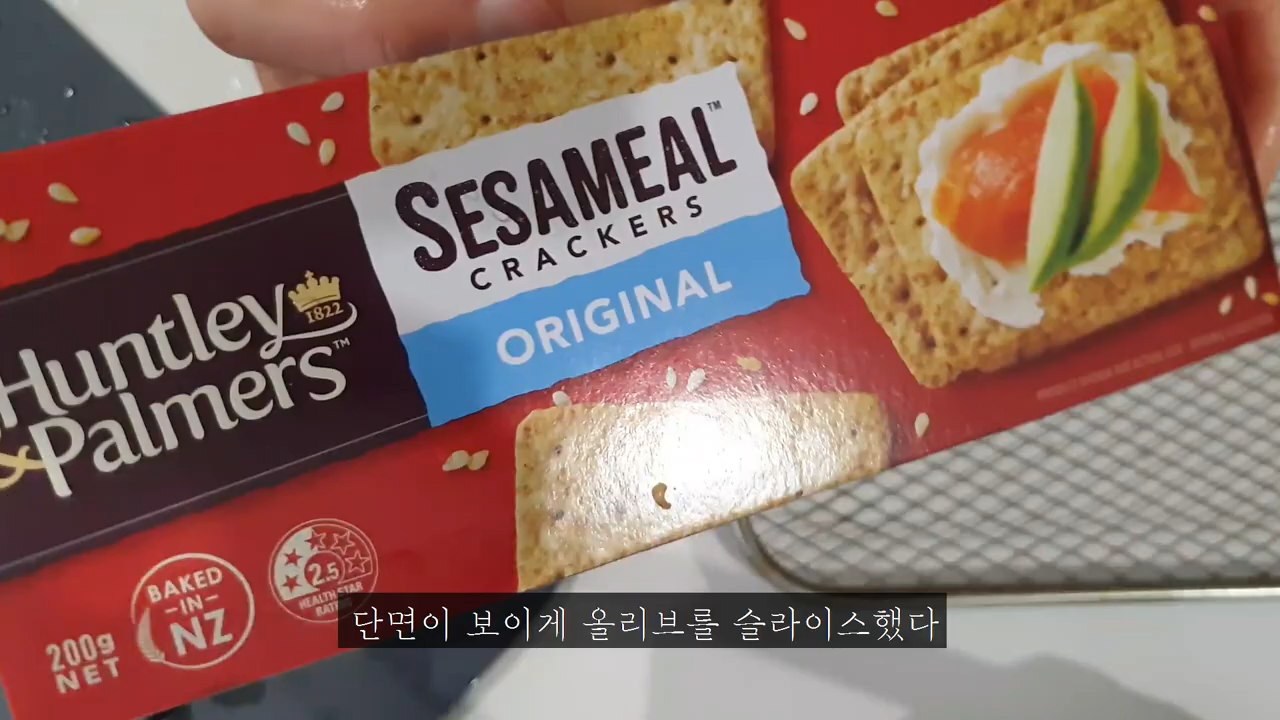 SESAMEAL™
CRACKERS
ORIGINAL
Huntley
1822
& Palmers™
BAKED
IN
NZ
2.5
HEALTH STAR
200g
NET
단면이 보이게 올리브를 슬라이스했다